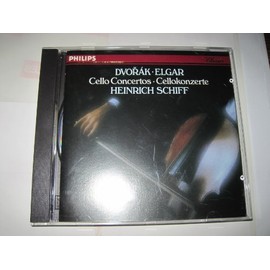 PHILIPS
DVOŘÁK · ELGAR
Cello Concertos · Cellokonzerte
HEINRICH SCHIFF